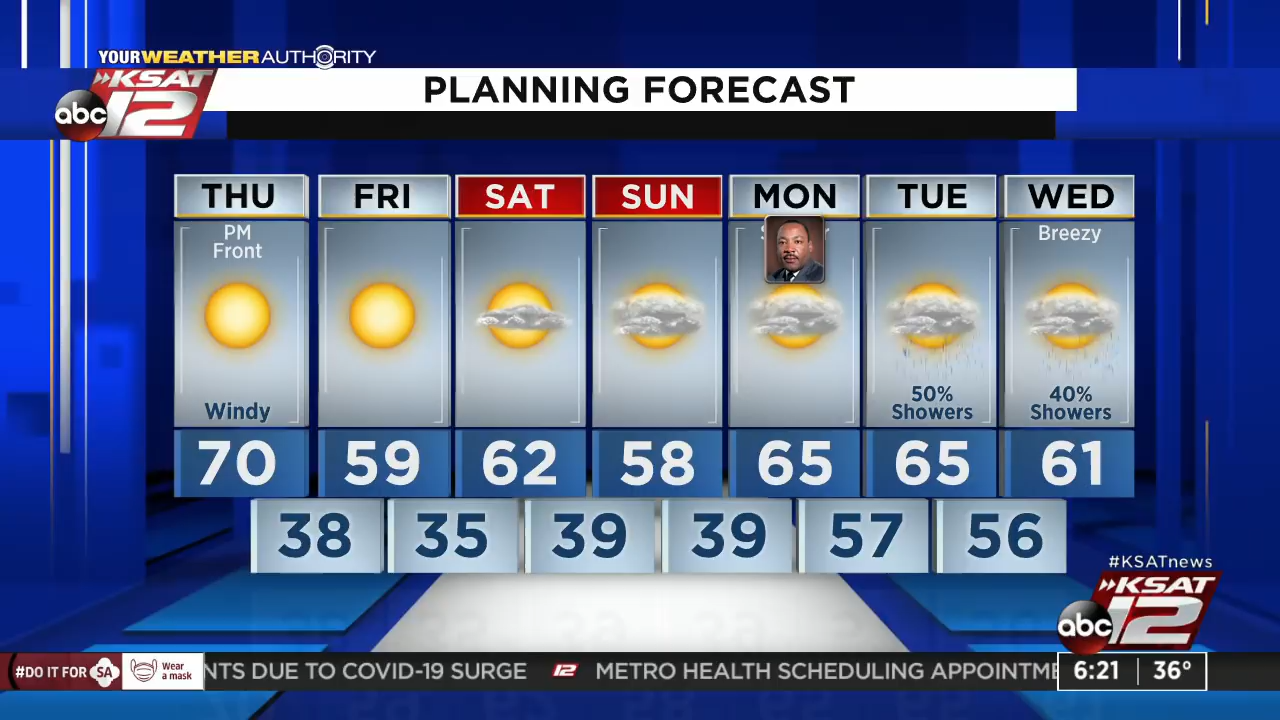 YOUR WEATHER AUTHORITY
KSAT
abc 12
PLANNING FORECAST
THU FRI SAT SUN MON TUE WED
PM
Front
Breezy
Windy
50%
Showers
40%
Showers
70 59 62 58 65 65 61
38 35 39 39 57 56
#KSATnews
KSAT
abc 12
#DO IT FOR SA
Wear
a mask
NTS DUE TO COVID-19 SURGE 12 METRO HEALTH SCHEDULING APPOINTME
6:21 36°